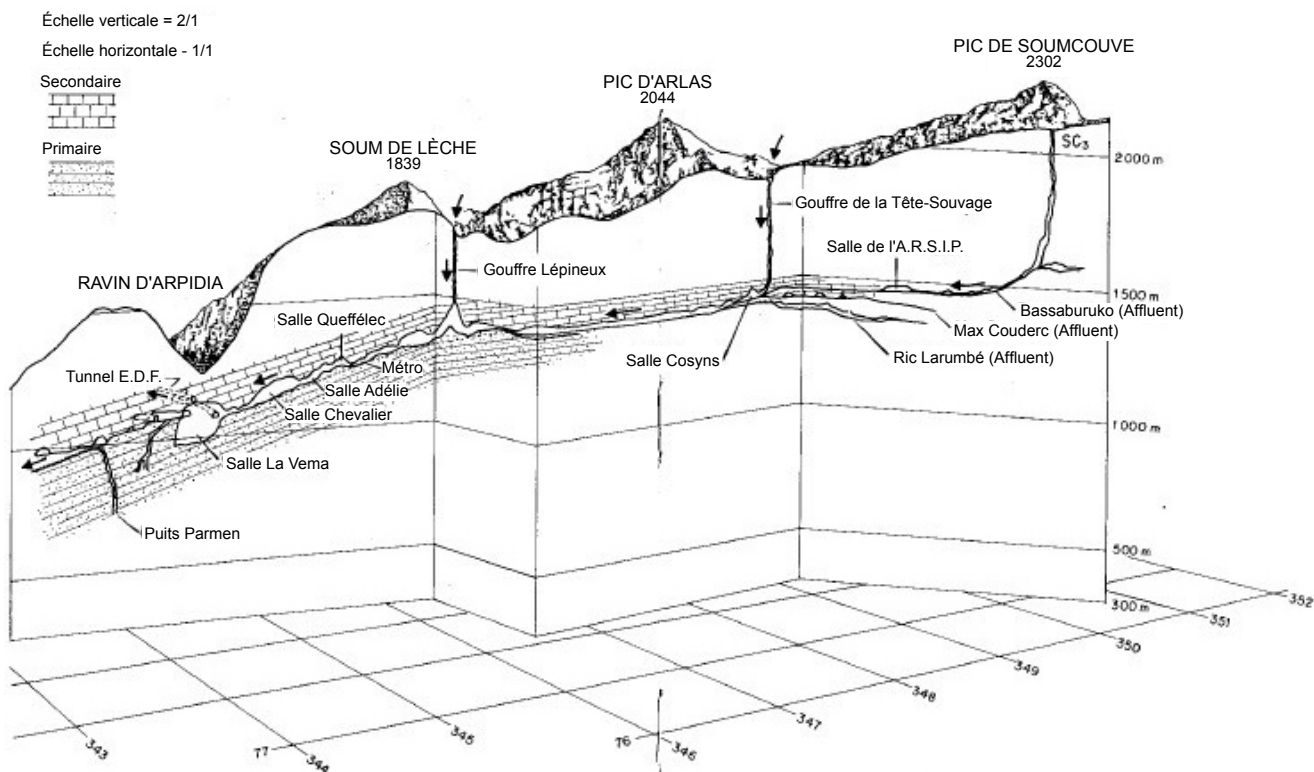 Échelle verticale = 2/1
Échelle horizontale - 1/1
Secondaire
Primaire
PIC DE SOUMCOUVE
2302
PIC D'ARLAS
2044
SOUM DE LÈCHE
1839
RAVIN D'ARPIDIA
SC3
2000 m
Gouffre de la Tête-Souvage
Salle de l'A.R.S.I.P.
Gouffre Lépineux
1500 m
Bassaburuko (Affluent)
Max Couderc (Affluent)
Ric Larumbé (Affluent)
Salle Cosyns
Salle Queffélec
Métro
Tunnel E.D.F.
Salle Adélie
Salle Chevalier
1000 m
Salle La Vema
Puits Parmen
500 m
300 m
352
351
350
349
348
347
346
76
345
77
344
343